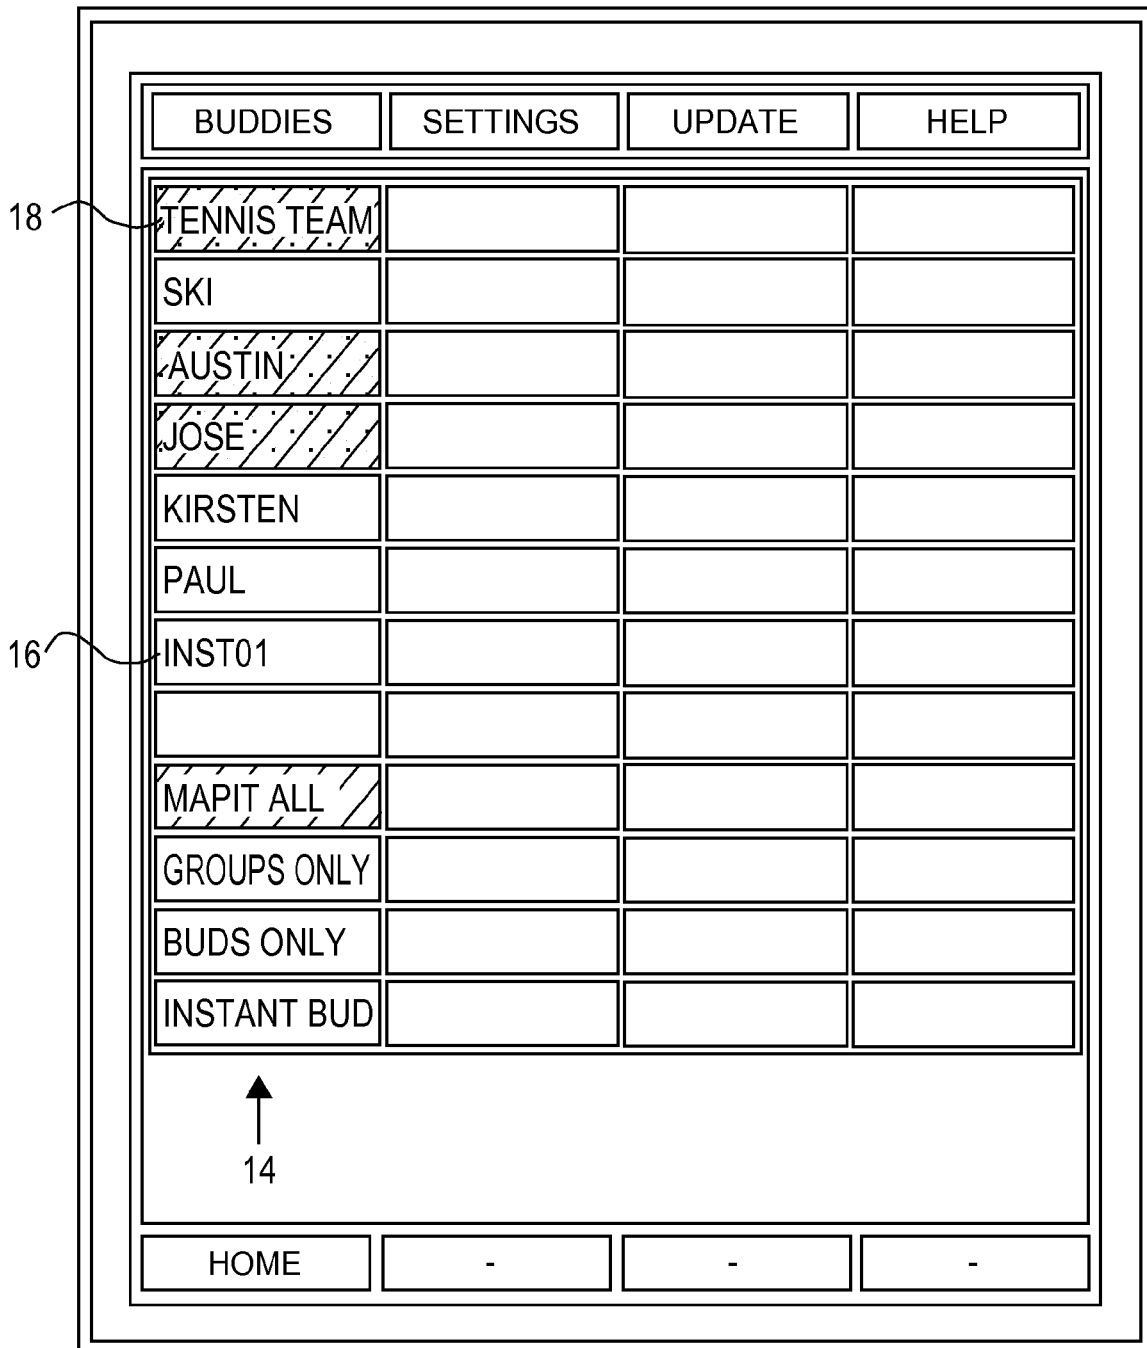 BUDDIES SETTINGS UPDATE HELP
18 TENNIS TEAM
SKI
AUSTIN
JOSE
KIRSTEN
PAUL
16 INST01
MAPIT ALL
GROUPS ONLY
BUDS ONLY
INSTANT BUD
14
HOME - - -